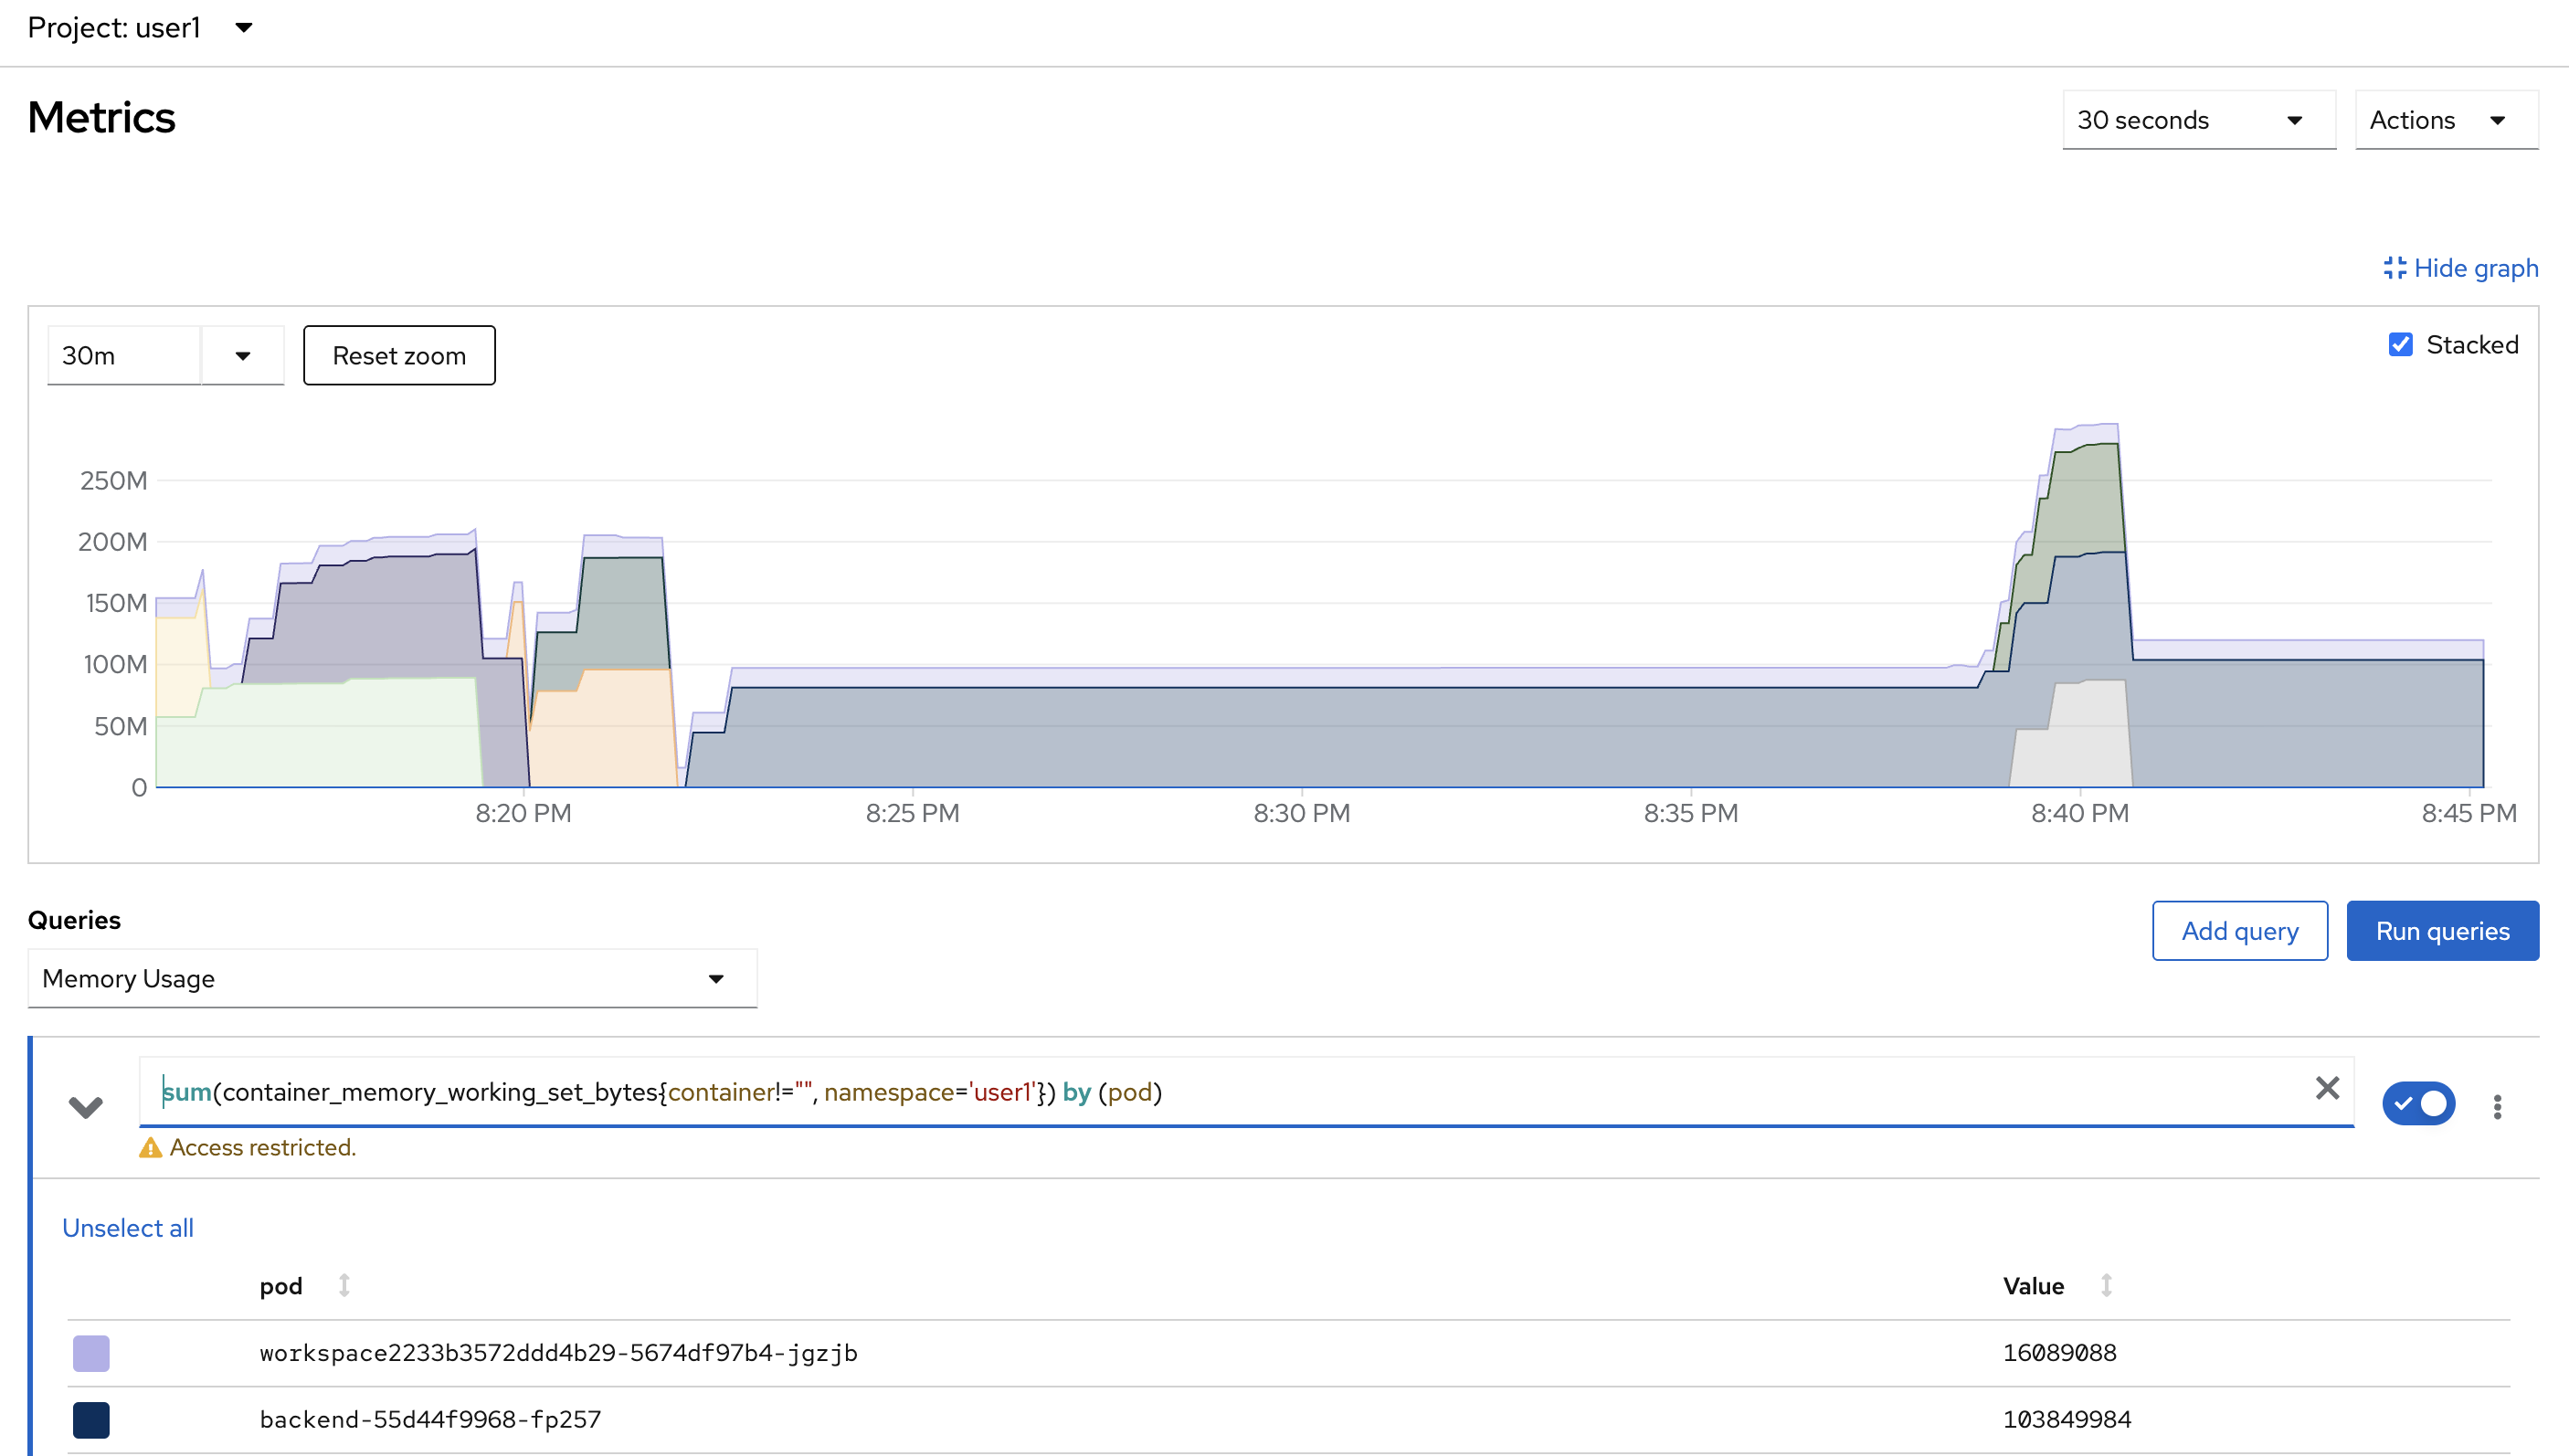 Project: user1
Metrics
30 seconds
Actions
Hide graph
30m
Reset zoom
Stacked
250M
200M
150M
100M
50M
0
8:20 PM 8:25 PM 8:30 PM 8:35 PM 8:40 PM 8:45 PM
Queries
Add query
Run queries
Memory Usage
sum(container_memory_working_set_bytes{container!="", namespace='user1'}) by (pod)
Access restricted.
Unselect all
pod Value
workspace2233b3572ddd4b29-5674df97b4-jgzjb 16089088
backend-55d44f9968-fp257 103849984